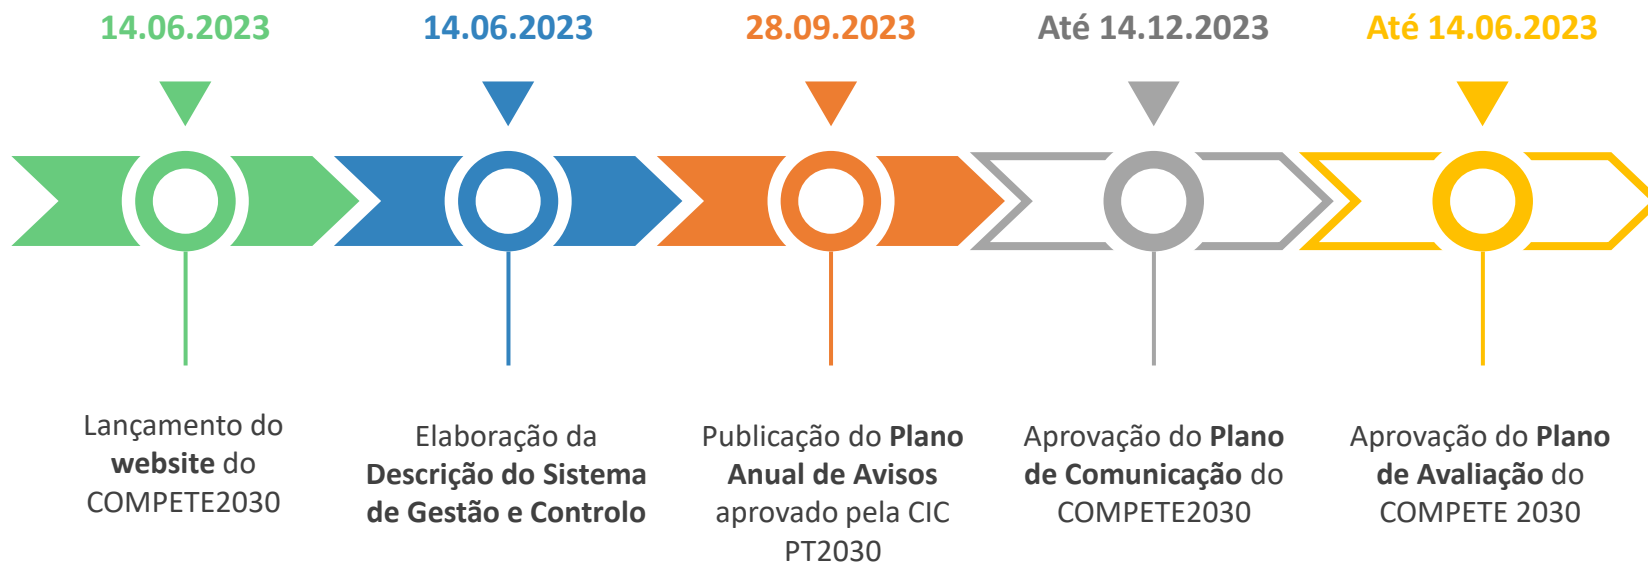 14.06.2023
14.06.2023
28.09.2023
Até 14.12.2023
Até 14.06.2023
Lançamento do
website do
COMPETE2030
Elaboração da
Descrição do Sistema
de Gestão e Controlo
Publicação do Plano
Anual de Avisos
aprovado pela CIC
PT2030
Aprovação do Plano
de Comunicação do
COMPETE2030
Aprovação do Plano
de Avaliação do
COMPETE 2030